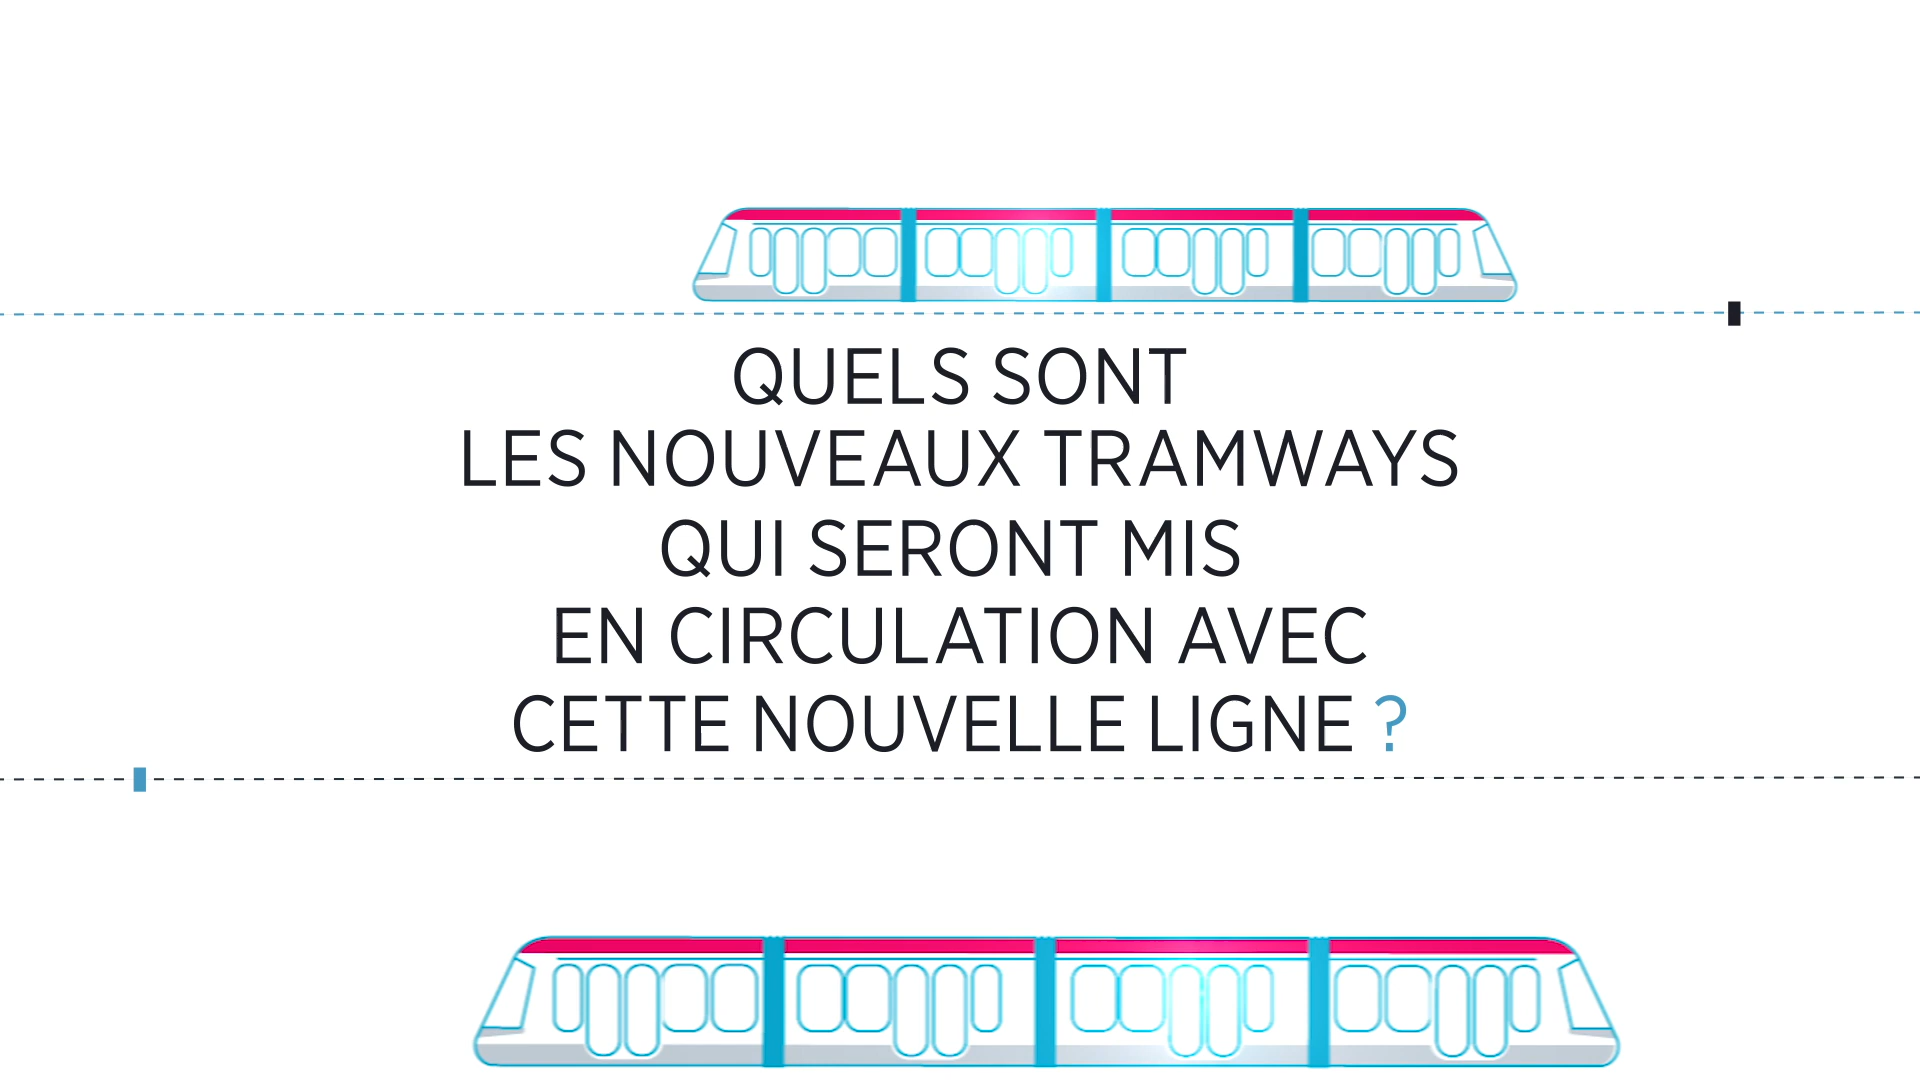 QUELS SONT
LES NOUVEAUX TRAMWAYS
QUI SERONT MIS
EN CIRCULATION AVEC
CETTE NOUVELLE LIGNE ?